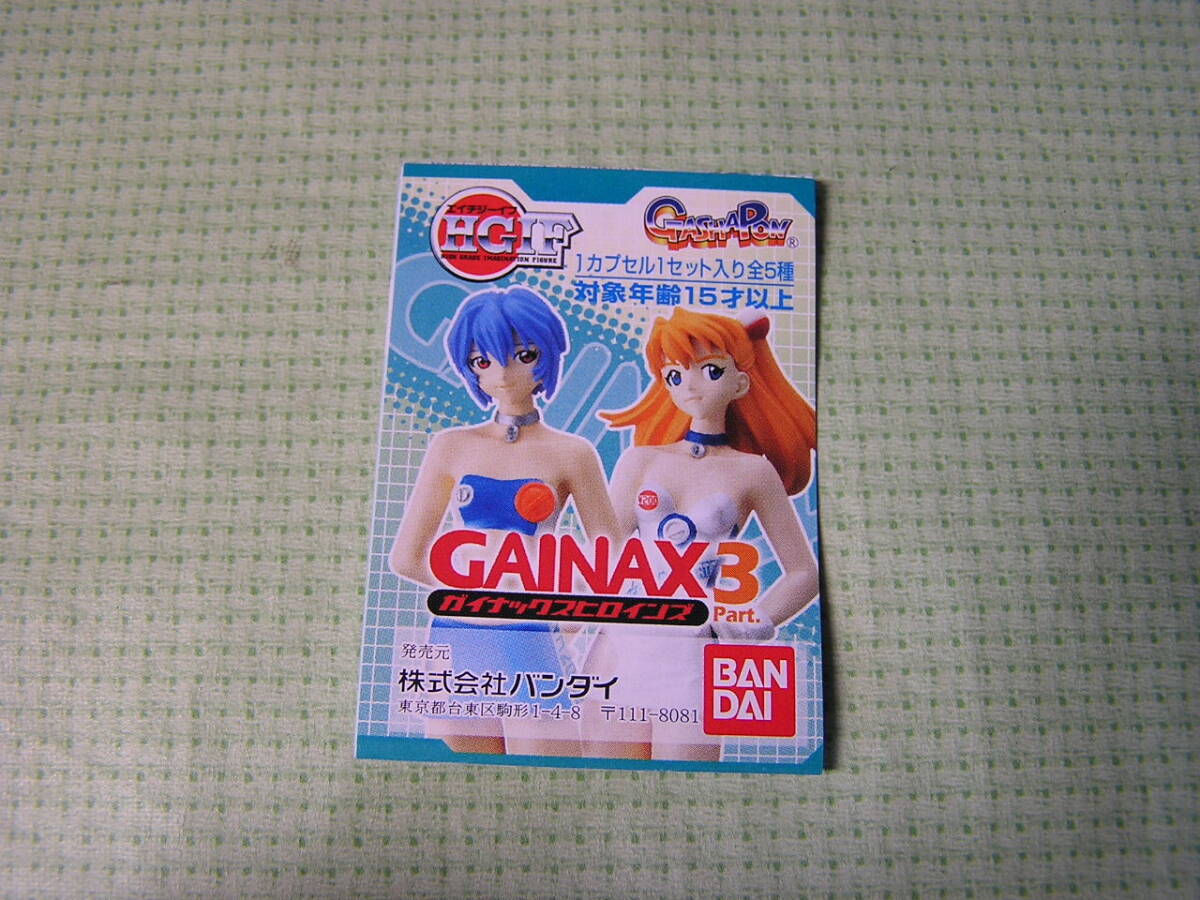 エイチジーイフ
HGIF
HIGH GRADE IMAGINATION FIGURE
GASHAPON®
1カプセル1セット入り全5種
対象年齢15才以上
¥200
GAINAX 3
ガイナックスヒロインズ
Part.
発売元
株式会社バンダイ
東京都台東区駒形1-4-8 〒111-8081
BAN
DAI